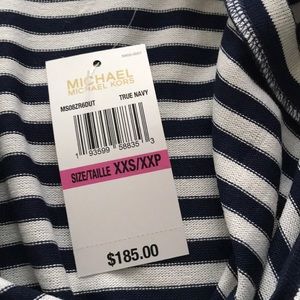 MICHAEL
MICHAEL KORS
MS08ZR6DUT TRUE NAVY
1 93599 58835 3
SIZE/TAILLE XXS/XXP
$185.00